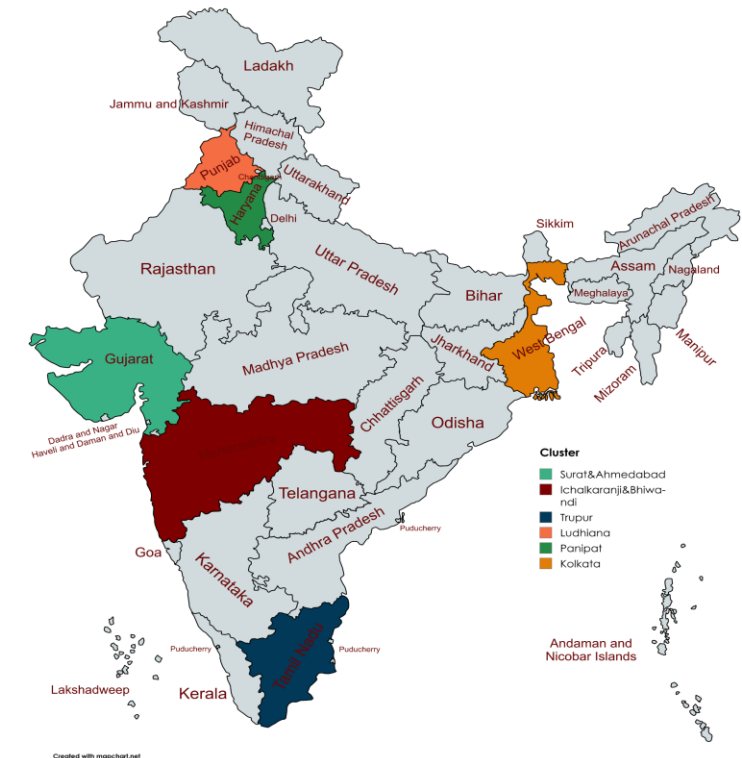 Ladakh
Jammu and Kashmir
Himachal
Pradesh
Punjab
Uttarakhand
Haryana
Delhi
Sikkim
Arunachal Pradesh
Rajasthan
Uttar Pradesh
Bihar
Assam
Nagaland
Meghalaya
Manipur
Gujarat
Madhya Pradesh
Jharkhand
West Bengal
Tripura
Mizoram
Chhattisgarh
Odisha
Dadra and Nagar
Haveli and Daman and Diu
Cluster
Surat&Ahmedabad
Ichalkaranji&Bhiwa-
ndi
Trupur
Ludhiana
Panipat
Kolkata
Telangana
Andhra Pradesh
Puducherry
Goa
Karnataka
Puducherry
Puducherry
Tamil Nadu
Andaman and
Nicobar Islands
Lakshadweep
Kerala
Created with mapchart.net